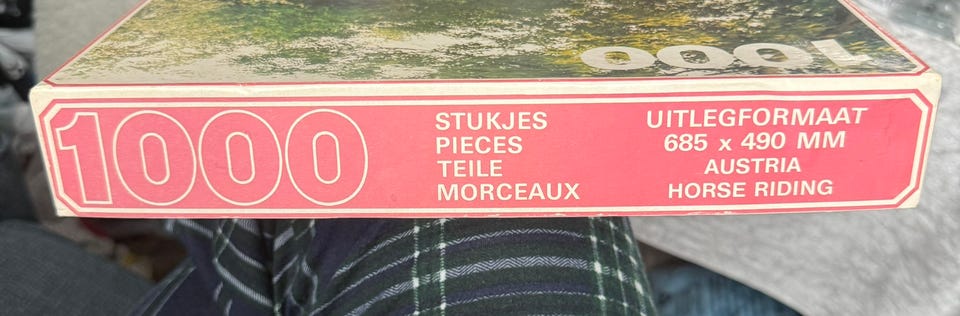 1000
1000
STUKJES
PIECES
TEILE
MORCEAUX
UITLEGFORMAAT
685 x 490 MM
AUSTRIA
HORSE RIDING